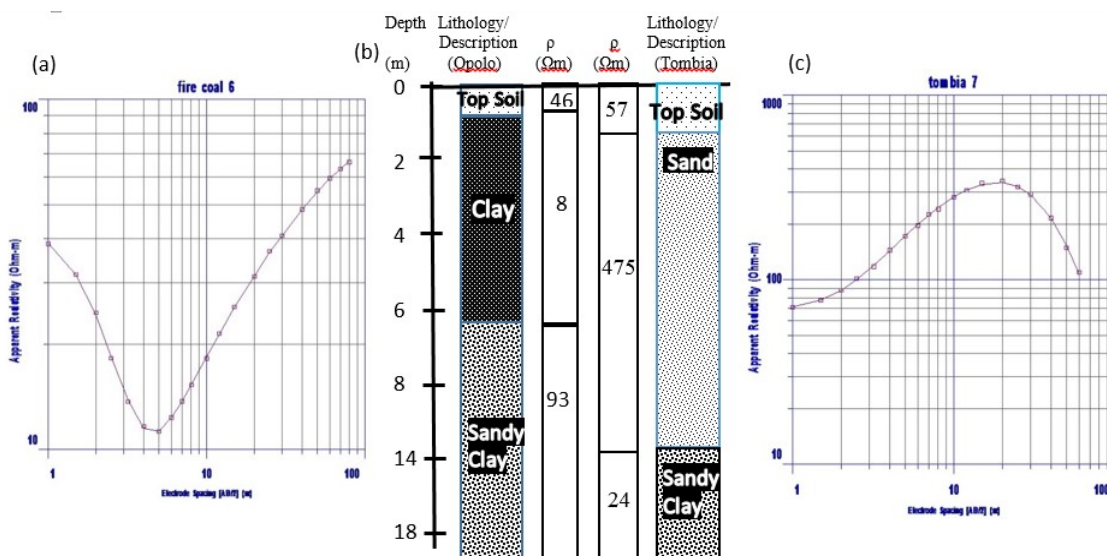 Depth
(m)
Lithology/
Description
(Opolo)
ρ
(Ωm)
ρ
(Ωm)
Lithology/
Description
(Tombia)
(a)
fire coal 6
100
10
1
10
100
Apparent Resistivity (Ohm-m)
Electrode Spacing [AB/2] (m)
(b)
0
2
4
6
8
14
18
Top Soil
Clay
Sandy
Clay
46
8
93
57
475
24
Top Soil
Sand
Sandy
Clay
(c)
tombia 7
1000
100
10
1
10
100
Apparent Resistivity (Ohm-m)
Electrode Spacing [AB/2] (m)